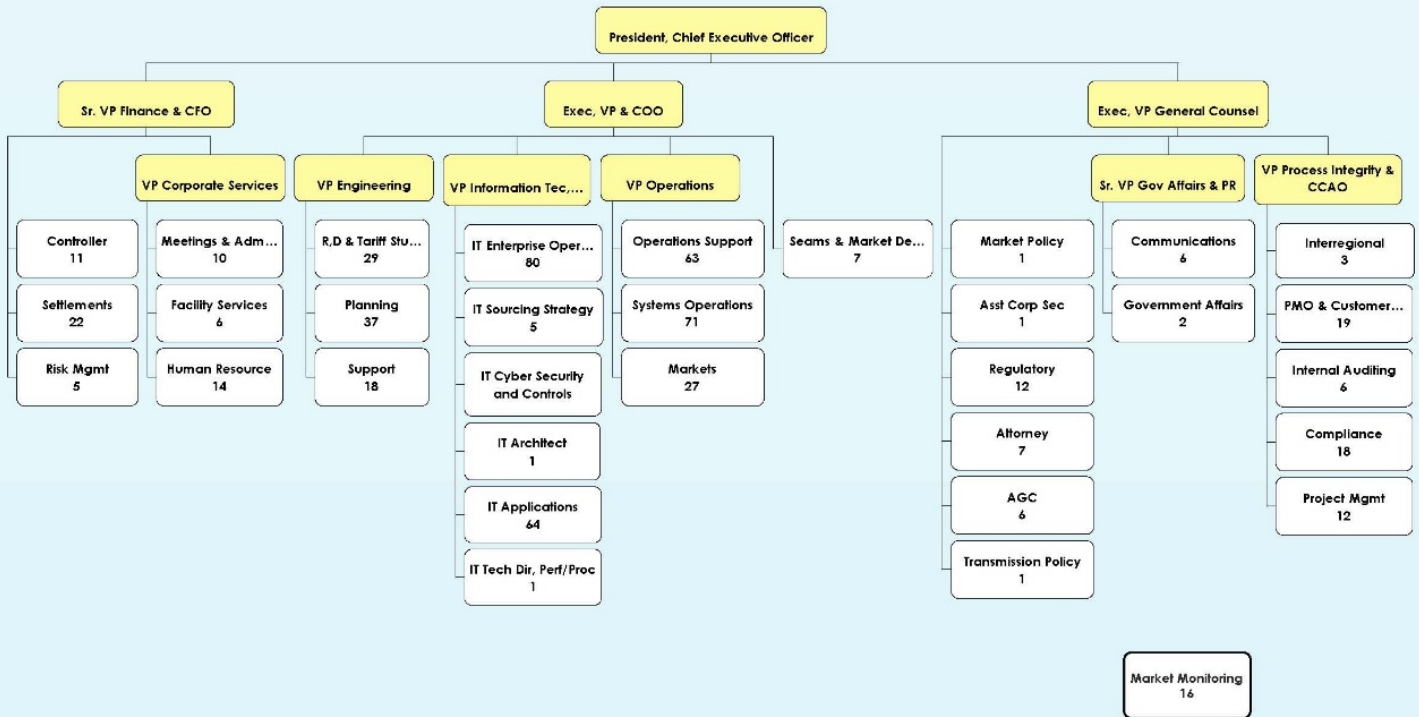 President, Chief Executive Officer
Sr. VP Finance & CFO
Exec, VP & COO
Exec, VP General Counsel
VP Corporate Services
VP Engineering
VP Information Tec,...
VP Operations
Sr. VP Gov Affairs & PR
VP Process Integrity &
CCAO
Controller
11
Settlements
22
Risk Mgmt
5
Meetings & Adm...
10
Facility Services
6
Human Resource
14
R,D & Tariff Stu...
29
Planning
37
Support
18
IT Enterprise Oper...
80
IT Sourcing Strategy
5
IT Cyber Security
and Controls
IT Architect
1
IT Applications
64
IT Tech Dir, Perf/Proc
1
Operations Support
63
Systems Operations
71
Markets
27
Seams & Market De...
7
Market Policy
1
Asst Corp Sec
1
Regulatory
12
Attorney
7
AGC
6
Transmission Policy
1
Communications
6
Government Affairs
2
Interregional
3
PMO & Customer...
19
Internal Auditing
6
Compliance
18
Project Mgmt
12
Market Monitoring
16